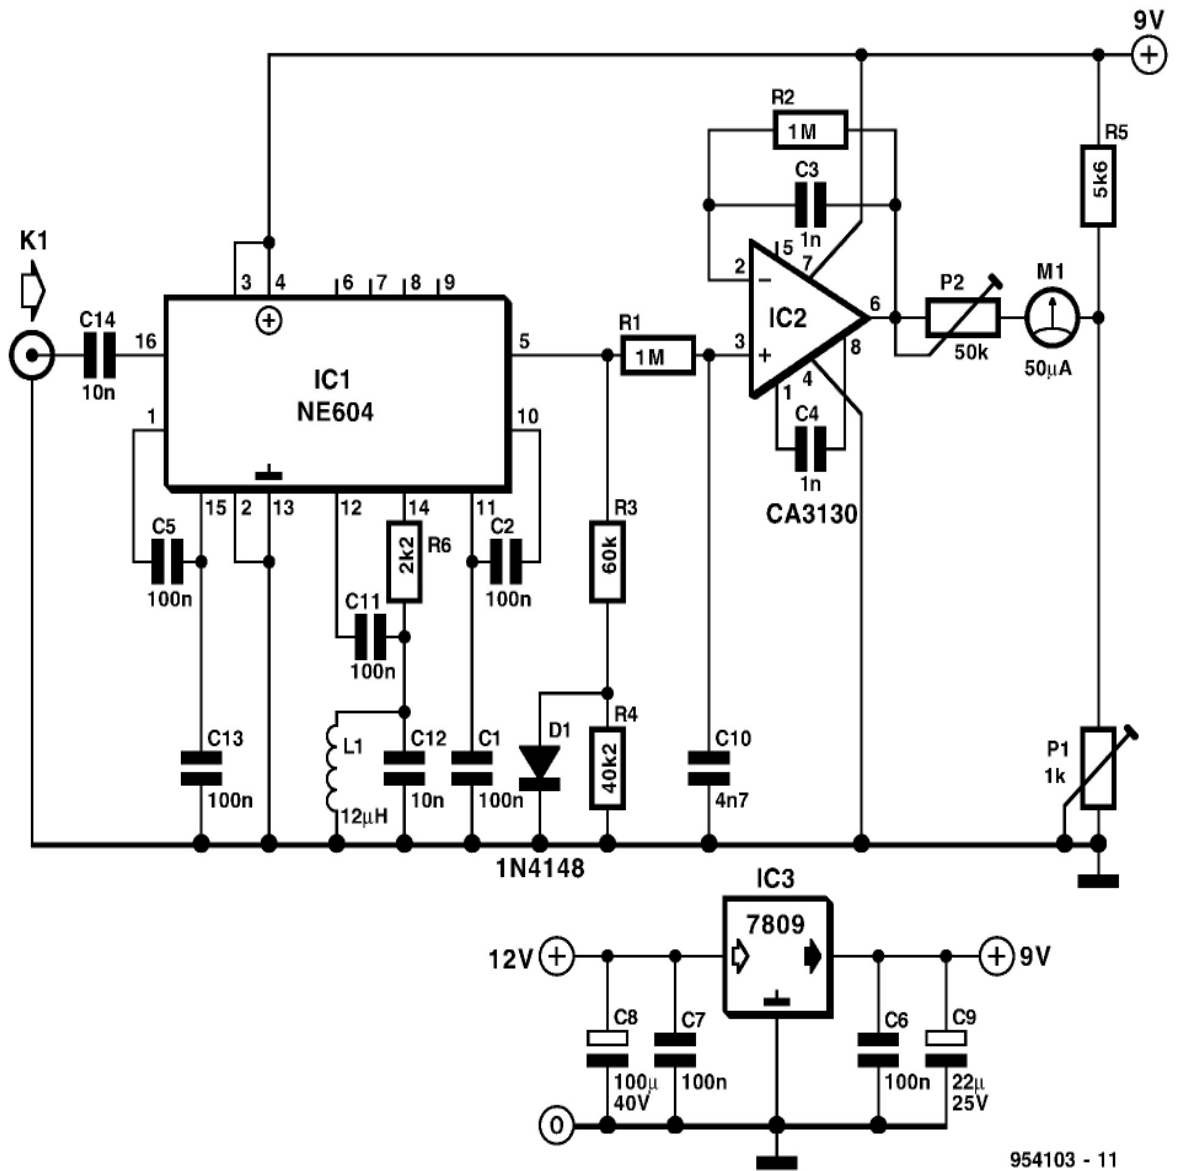 9V
+
R2
1M
R5
5k6
C3
1n
K1
3 4 6 7 8 9
+
5
7
2
−
IC2
6
P2
50k
M1
50µA
C14
10n
16
5
R1
1M
3
+
8
IC1
NE604
1
10
4
1
C4
1n
CA3130
15 2 13 12 14 11
C5
100n
R6
2k2
C2
100n
R3
60k
C11
100n
C13
100n
L1
12µH
C12
10n
C1
100n
D1
1N4148
R4
40k2
C10
4n7
P1
1k
IC3
7809
12V
+
+
9V
C8
100µ
40V
C7
100n
C6
100n
C9
22µ
25V
0
954103 - 11